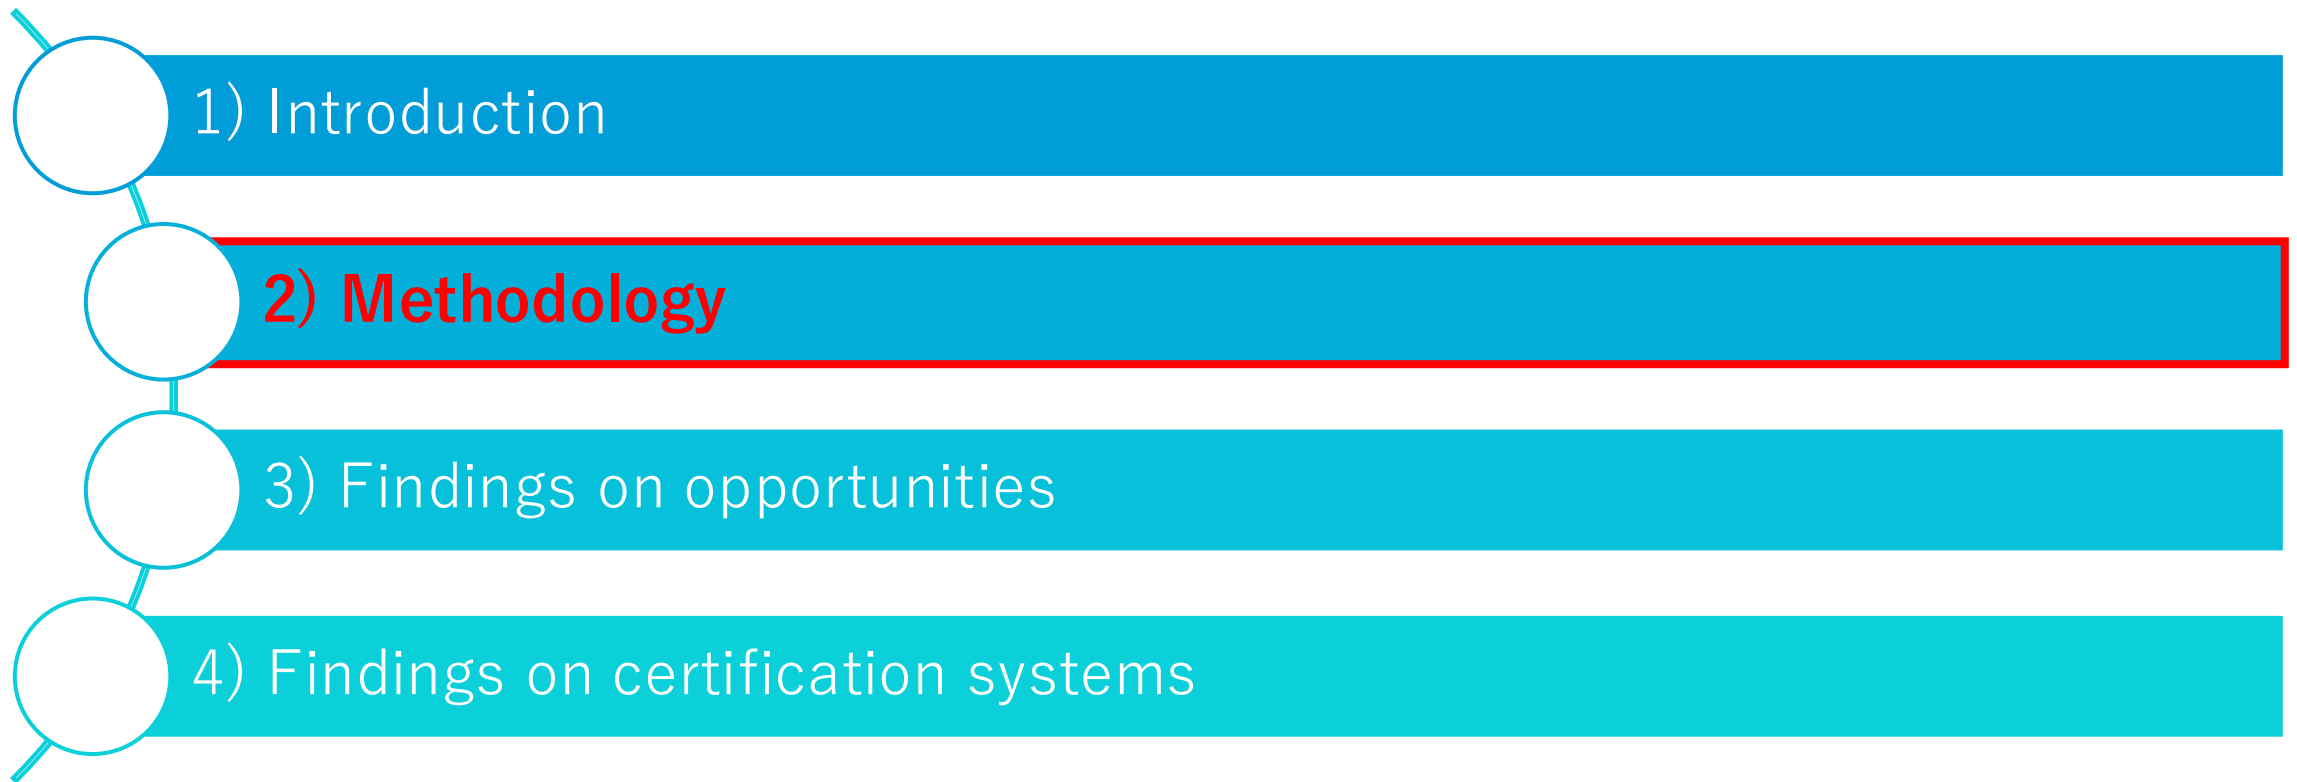 1) Introduction
2) Methodology
3) Findings on opportunities
4) Findings on certification systems